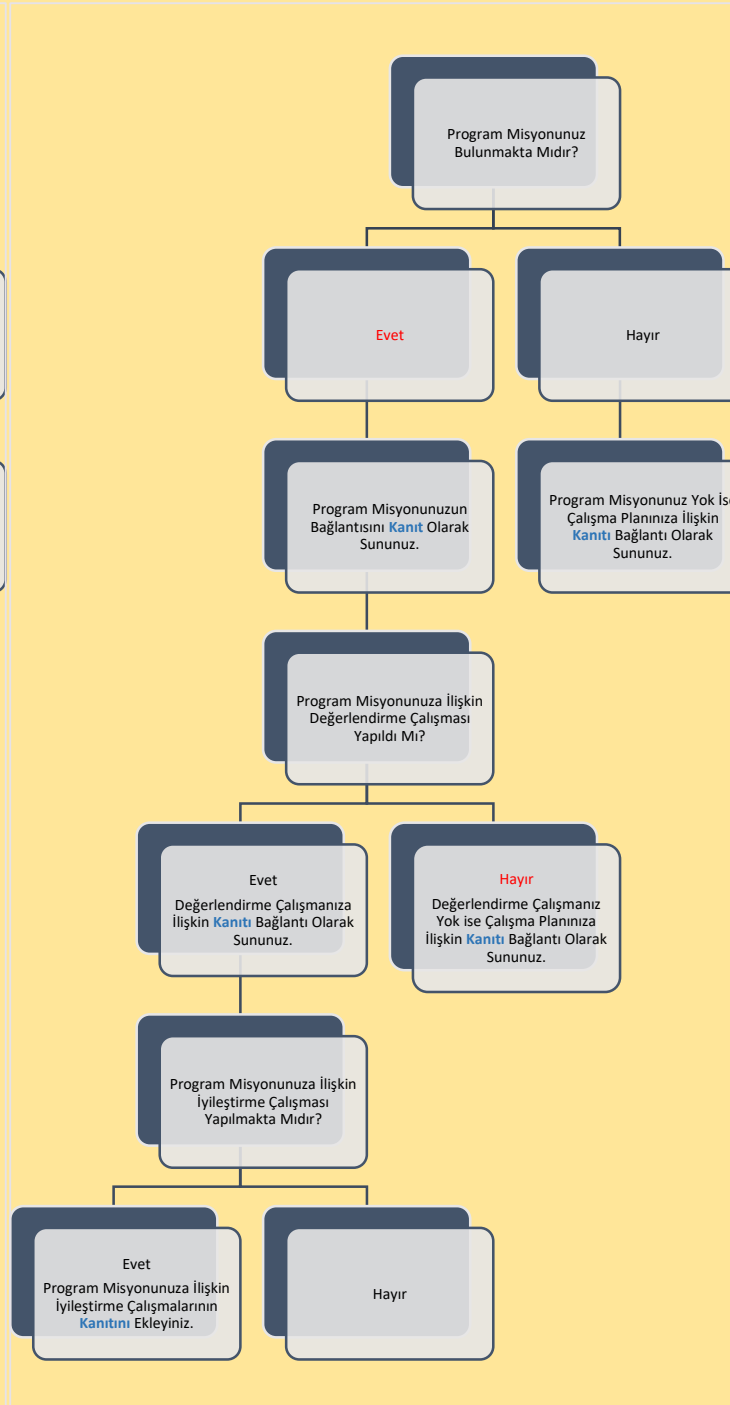 Program Misyonunuz
Bulunmakta Mıdır?
Evet
Hayır
Program Misyonunuzun
Bağlantısını Kanıt Olarak
Sununuz.
Program Misyonunuz Yok İse
Çalışma Planınıza İlişkin
Kanıtı Bağlantı Olarak
Sununuz.
Program Misyonunuza İlişkin
Değerlendirme Çalışması
Yapıldı Mı?
Evet
Değerlendirme Çalışmanıza
İlişkin Kanıtı Bağlantı Olarak
Sununuz.
Hayır
Değerlendirme Çalışmanız
Yok ise Çalışma Planınıza
İlişkin Kanıtı Bağlantı Olarak
Sununuz.
Program Misyonunuza İlişkin
İyileştirme Çalışması
Yapılmakta Mıdır?
Evet
Program Misyonunuza İlişkin
İyileştirme Çalışmalarının
Kanıtını Ekleyiniz.
Hayır